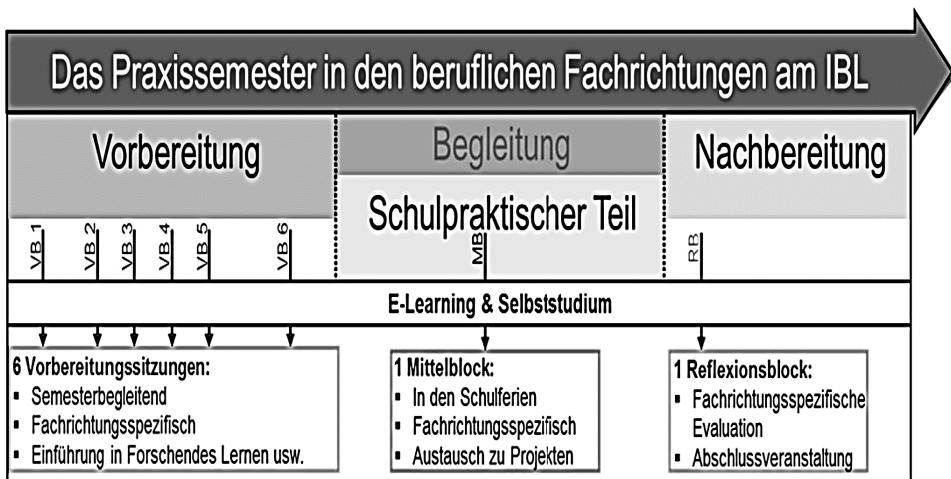 Das Praxissemester in den beruflichen Fachrichtungen am IBL
Vorbereitung
Begleitung
Nachbereitung
Schulpraktischer Teil
VB 1
VB 2
VB 3
VB 4
VB 5
VB 6
MB
RB
E-Learning & Selbststudium
6 Vorbereitungssitzungen:
▪ Semesterbegleitend
▪ Fachrichtungsspezifisch
▪ Einführung in Forschendes Lernen usw.
1 Mittelblock:
▪ In den Schulferien
▪ Fachrichtungsspezifisch
▪ Austausch zu Projekten
1 Reflexionsblock:
▪ Fachrichtungsspezifische
Evaluation
▪ Abschlussveranstaltung